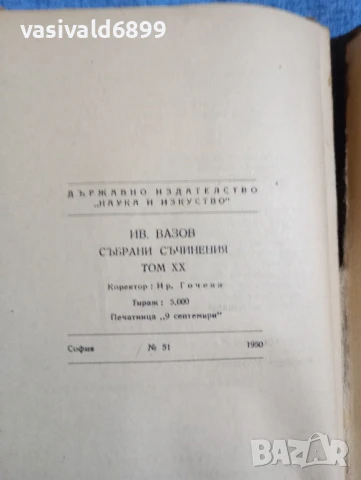 vasivald6899
ДЪРЖАВНО ИЗДАТЕЛСТВО
„НАУКА И ИЗКУСТВО"
ИВ. ВАЗОВ
СЪБРАНИ СЪЧИНЕНИЯ
ТОМ XX
Коректор: Ир. Гочева
Тираж: 5,000
Печатница „9 септември"
София № 51 1950
bazar